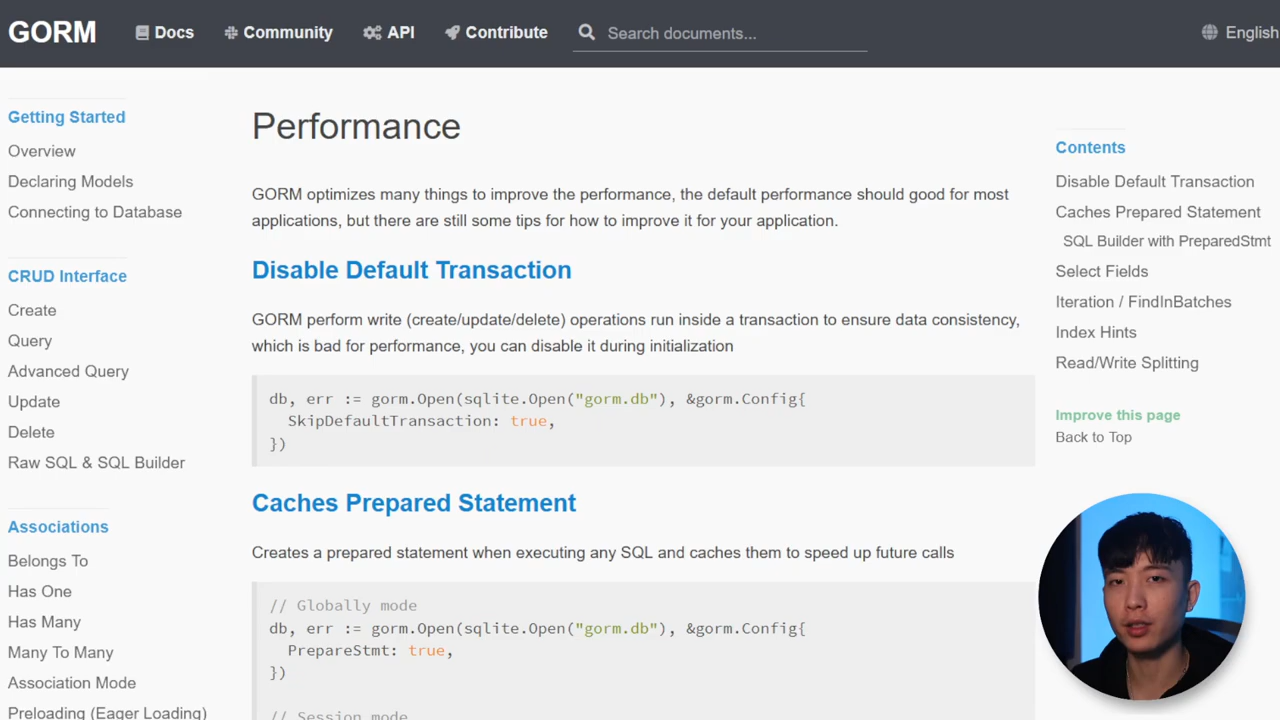 GORM
Docs
Community
API
Contribute
Search documents...
English
Getting Started
Overview
Declaring Models
Connecting to Database
CRUD Interface
Create
Query
Advanced Query
Update
Delete
Raw SQL & SQL Builder
Associations
Belongs To
Has One
Has Many
Many To Many
Association Mode
Preloading (Eager Loading)
Performance
GORM optimizes many things to improve the performance, the default performance should good for most
applications, but there are still some tips for how to improve it for your application.
Disable Default Transaction
GORM perform write (create/update/delete) operations run inside a transaction to ensure data consistency,
which is bad for performance, you can disable it during initialization
db, err := gorm.Open(sqlite.Open("gorm.db"), &gorm.Config{
  SkipDefaultTransaction: true,
})
Caches Prepared Statement
Creates a prepared statement when executing any SQL and caches them to speed up future calls
// Globally mode
db, err := gorm.Open(sqlite.Open("gorm.db"), &gorm.Config{
  PrepareStmt: true,
})
// Session mode
Contents
Disable Default Transaction
Caches Prepared Statement
SQL Builder with PreparedStmt
Select Fields
Iteration / FindInBatches
Index Hints
Read/Write Splitting
Improve this page
Back to Top